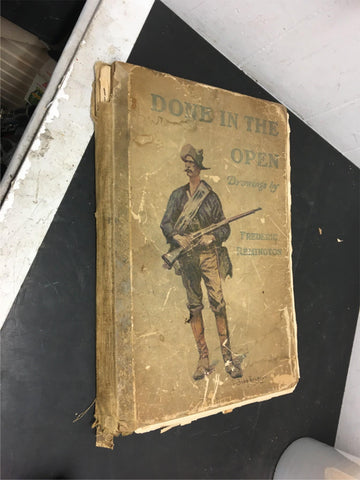 DONE IN THE
OPEN
Drawings by
FREDERIC
REMINGTON